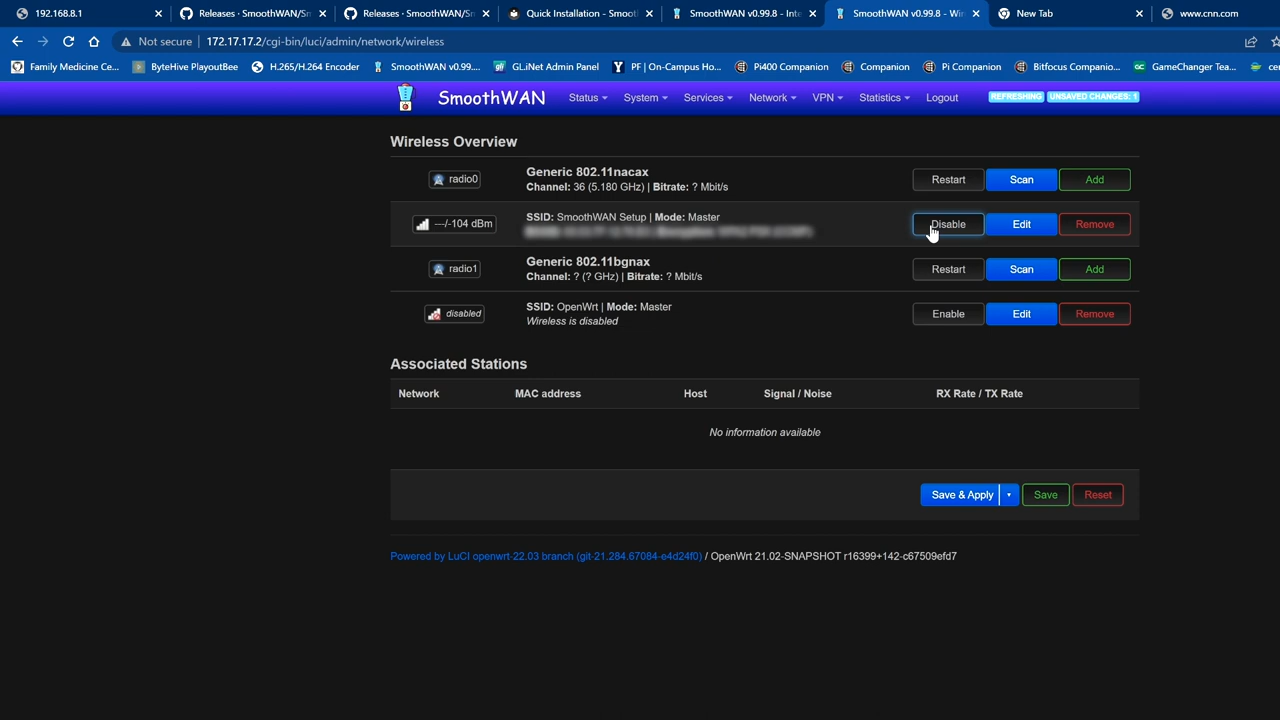 192.168.8.1
Releases · SmoothWAN/Sm
Releases · SmoothWAN/Sm
Quick Installation - Smooth
SmoothWAN v0.99.8 - Inte
SmoothWAN v0.99.8 - Wir
New Tab
www.cnn.com
Not secure
172.17.17.2/cgi-bin/luci/admin/network/wireless
Family Medicine Ce...
ByteHive PlayoutBee
H.265/H.264 Encoder
SmoothWAN v0.99....
GL.iNet Admin Panel
PF | On-Campus Ho...
Pi400 Companion
Companion
Pi Companion
Bitfocus Companio...
GameChanger Tea...
cer
SmoothWAN
Status
System
Services
Network
VPN
Statistics
Logout
REFRESHING
UNSAVED CHANGES: 1
Wireless Overview
radio0
Generic 802.11nacax
Channel: 36 (5.180 GHz) | Bitrate: ? Mbit/s
Restart
Scan
Add
---/-104 dBm
SSID: SmoothWAN Setup | Mode: Master
Disable
Edit
Remove
radio1
Generic 802.11bgnax
Channel: ? (? GHz) | Bitrate: ? Mbit/s
Restart
Scan
Add
disabled
SSID: OpenWrt | Mode: Master
Wireless is disabled
Enable
Edit
Remove
Associated Stations
Network
MAC address
Host
Signal / Noise
RX Rate / TX Rate
No information available
Save & Apply
Save
Reset
Powered by LuCI openwrt-22.03 branch (git-21.284.67084-e4d24f0) / OpenWrt 21.02-SNAPSHOT r16399+142-c67509efd7